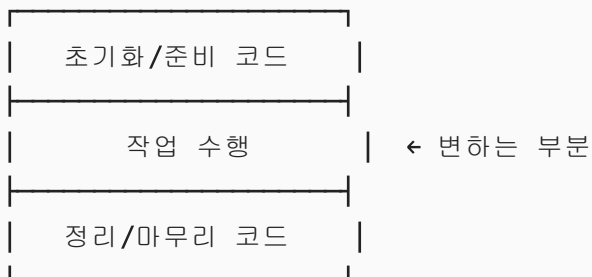 초기화/준비 코드
작업 수행 ← 변하는 부분
정리/마무리 코드